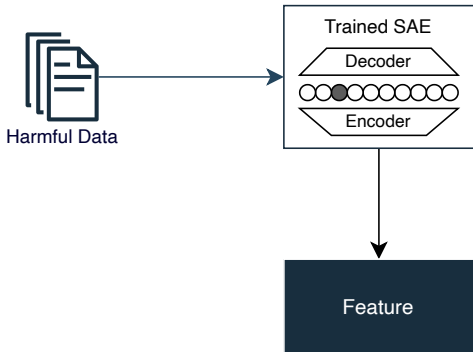 Trained SAE
Decoder
Encoder
Harmful Data
Feature